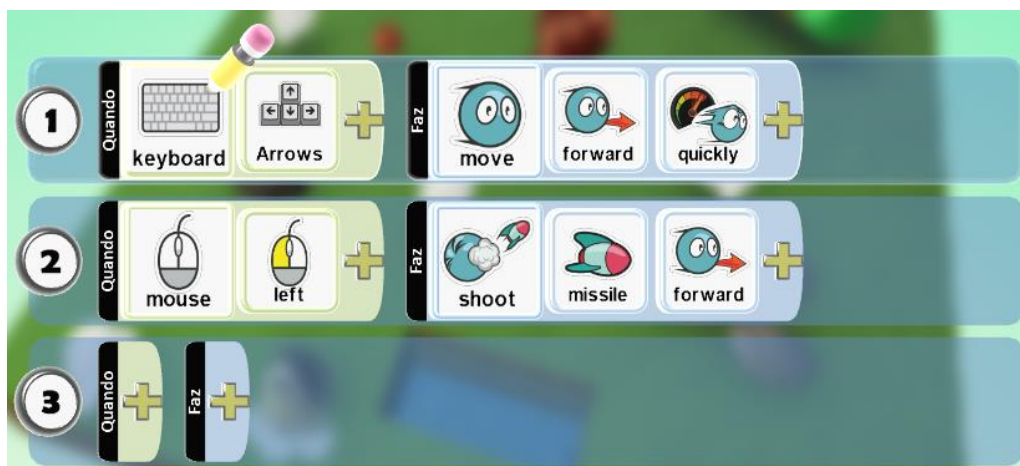 1
Quando
keyboard
Arrows
Faz
move
forward
quickly
2
Quando
mouse
left
Faz
shoot
missile
forward
3
Quando
Faz